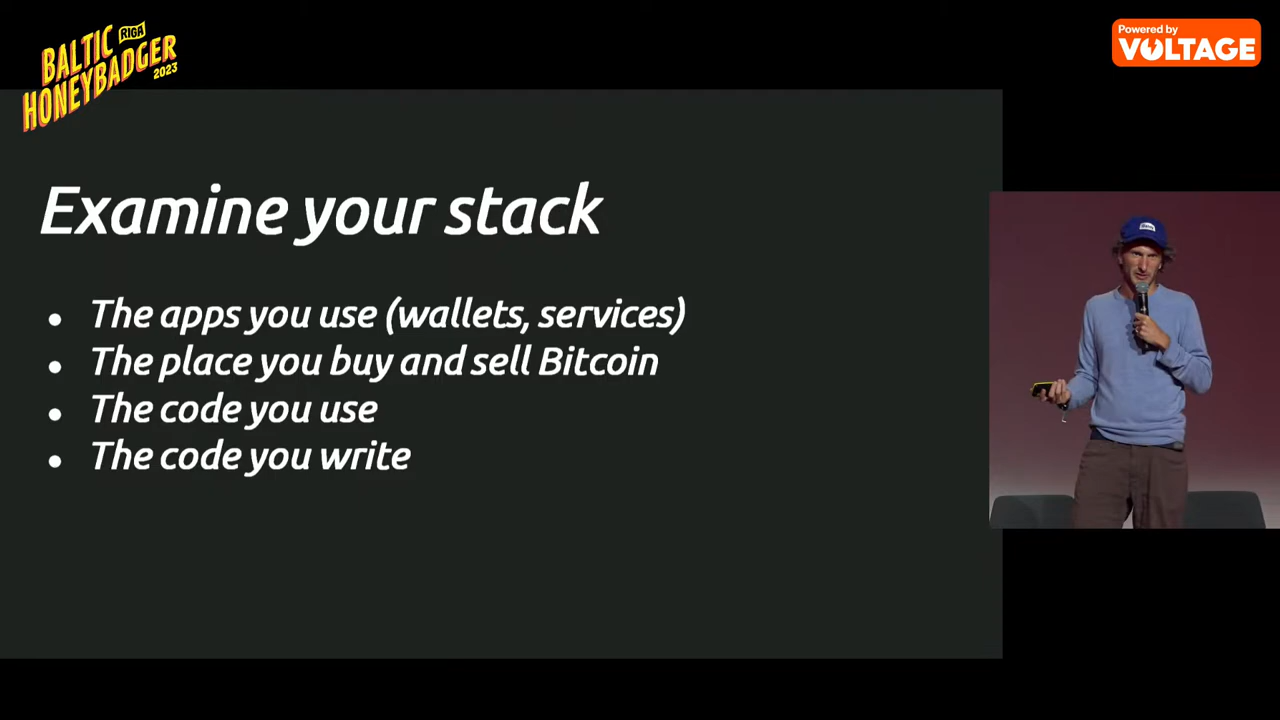 BALTIC
RIGA
HONEYBADGER
2023
Powered by
VOLTAGE
Examine your stack
● The apps you use (wallets, services)
● The place you buy and sell Bitcoin
● The code you use
● The code you write